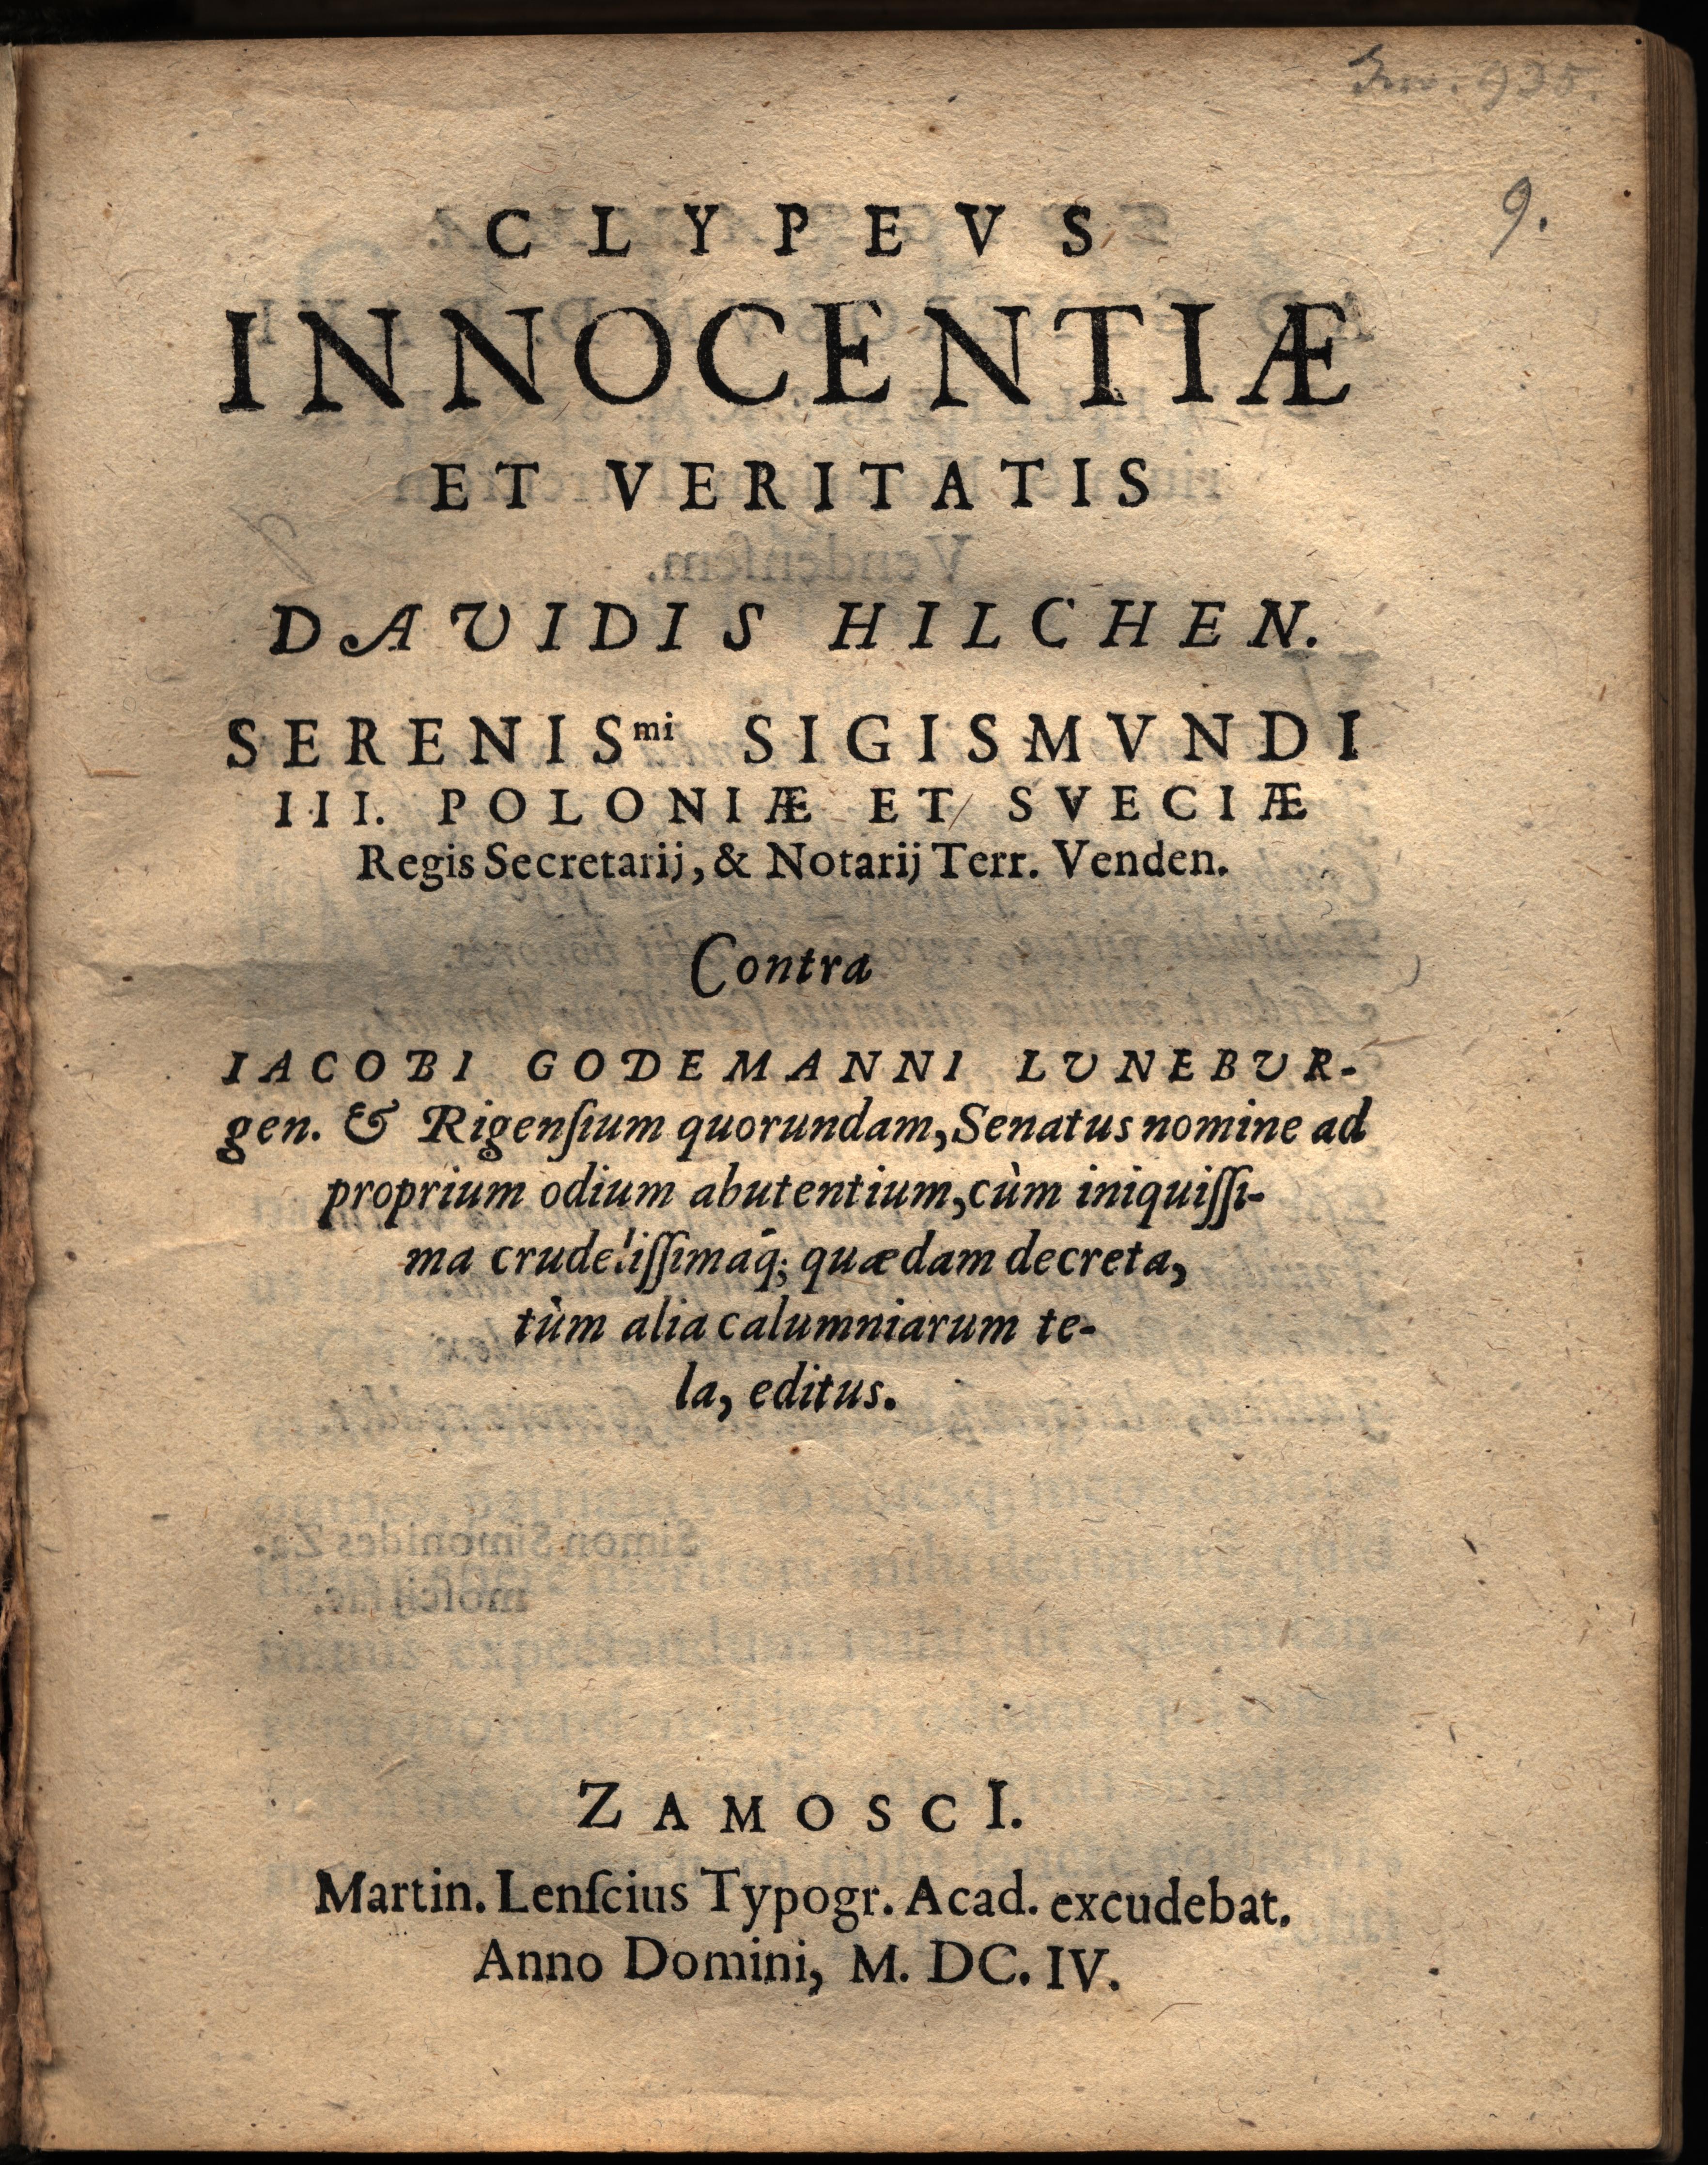 9.
CLYPEVS
INNOCENTIÆ
ET VERITATIS
DAVIDIS HILCHEN.
SERENISmi SIGISMVNDI
III. POLONIÆ ET SVECIÆ
Regis Secretarij, & Notarij Terr. Venden.
Contra
IACOBI GODEMANNI LUNEBUR-
gen. & Rigenſium quorundam, Senatus nomine ad
proprium odium abutentium, cùm iniquiſſi-
ma crudeliſſimaq́; quædam decreta,
tùm alia calumniarum te-
la, editus.
ZAMOSCI.
Martin. Lenſcius Typogr. Acad. excudebat.
Anno Domini, M. DC. IV.